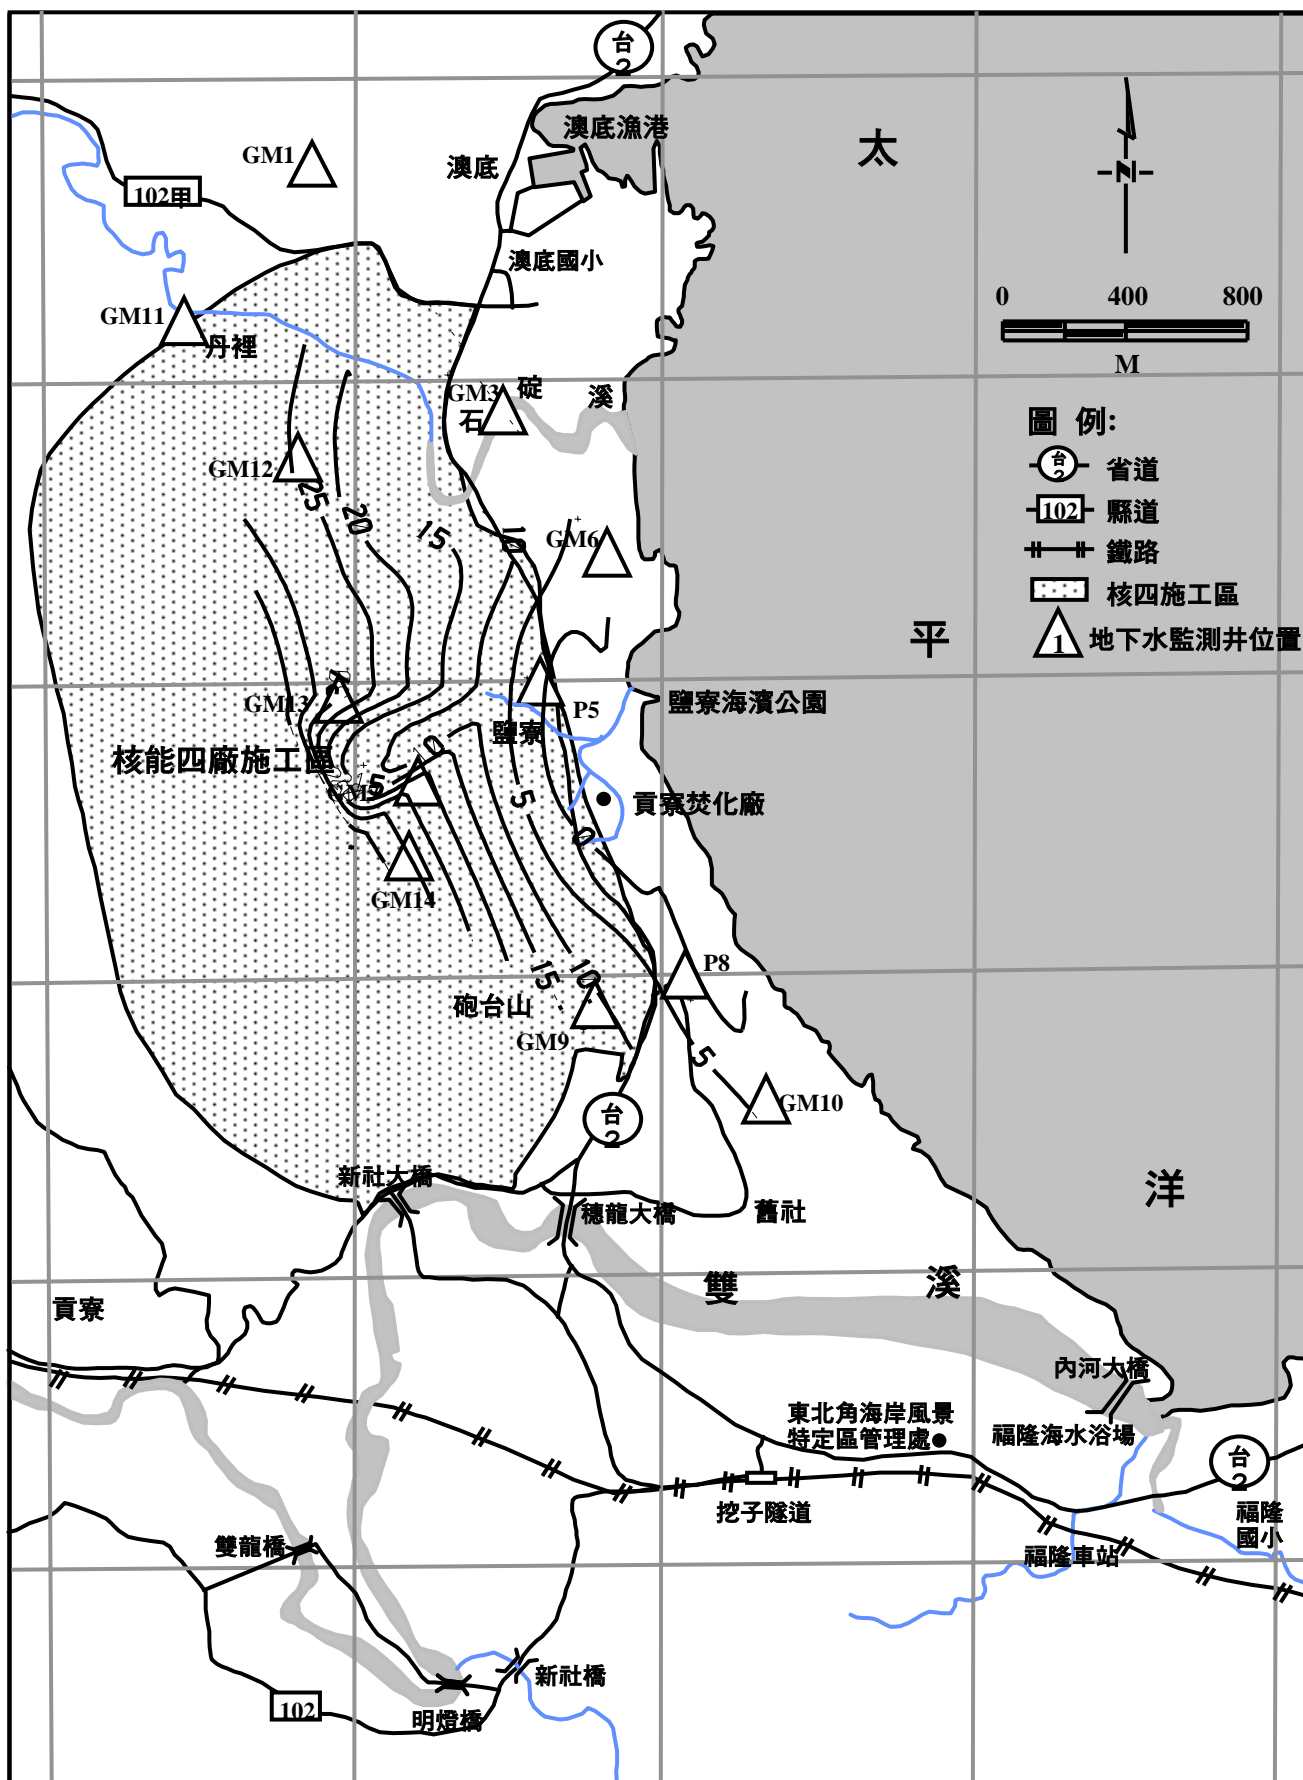 台
2
澳底漁港
太
GM1
澳底
102甲
N
澳底國小
0 400 800
M
GM11
丹裡
GM3
碇
石
溪
圖 例:
台
2
省道
102
縣道
鐵路
核四施工區
1
地下水監測井位置
GM12
25
20
15
10
GM6
平
GM13
P5
鹽寮海濱公園
鹽寮
核能四廠施工區
0
5
5
貢寮焚化廠
0
GM14
P8
15
10
砲台山
GM9
5
GM10
台
2
新社大橋
穗龍大橋
舊社
洋
雙
溪
貢寮
內河大橋
東北角海岸風景
特定區管理處
福隆海水浴場
台
2
挖子隧道
福隆
國小
雙龍橋
福隆車站
新社橋
102
明燈橋